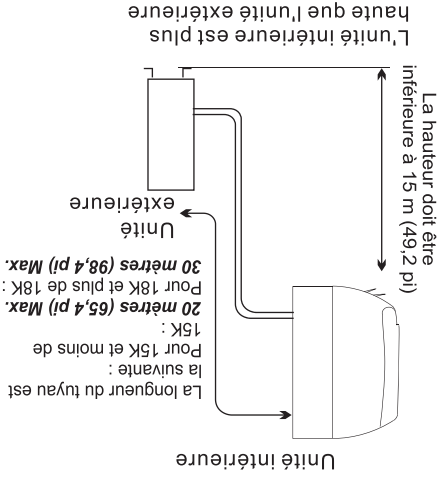 Unité intérieure
La longueur du tuyau est
la suivante :
Pour 15K et moins de
15K :
20 mètres (65,4 pi) Max.
Pour 18K et plus de 18K :
30 mètres (98,4 pi) Max.
Unité
extérieure
La hauteur doit être
inférieure à 15 m (49,2 pi)
L'unité intérieure est plus
haute que l'unité extérieure